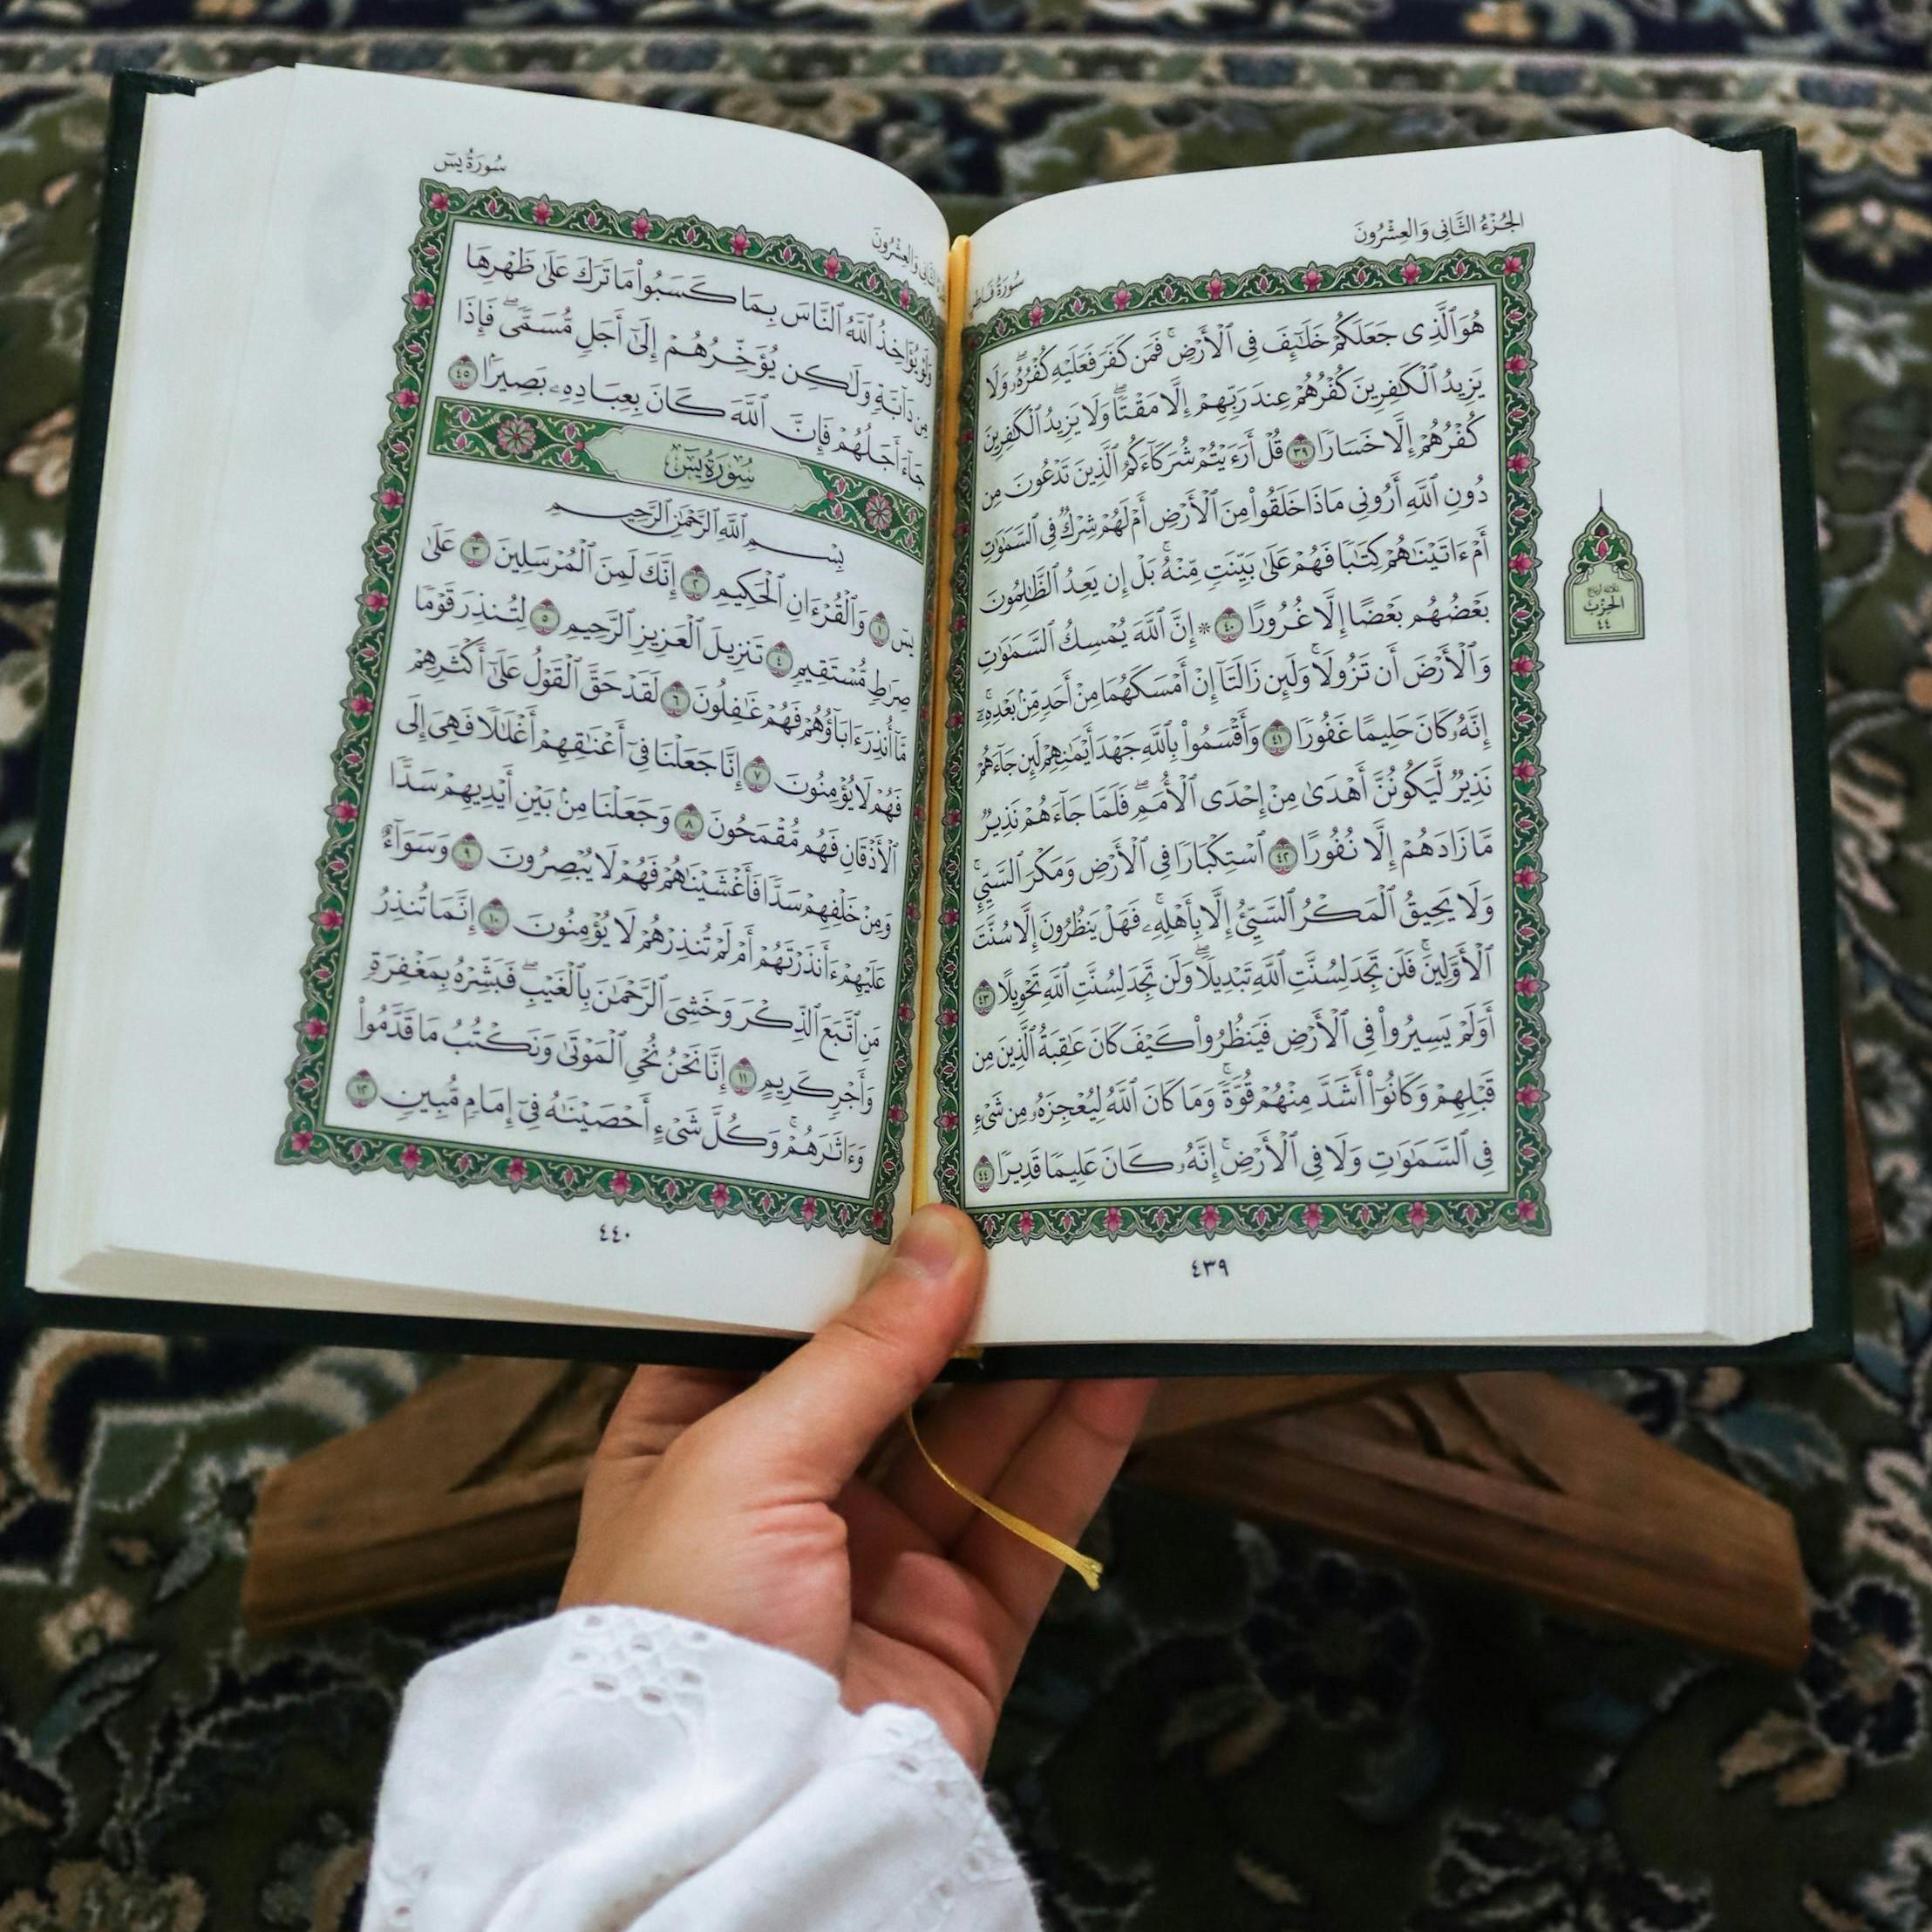 الجُزْءُ الثَّانِي وَالعِشْرُونَ
سُورَةُ فَاطِرٍ
هُوَ ٱلَّذِى جَعَلَكُمْ خَلَٰٓئِفَ فِى ٱلْأَرْضِ ۚ فَمَن كَفَرَ فَعَلَيْهِ كُفْرُهُۥ ۖ وَلَا
يَزِيدُ ٱلْكَٰفِرِينَ كُفْرُهُمْ عِندَ رَبِّهِمْ إِلَّا مَقْتًا ۖ وَلَا يَزِيدُ ٱلْكَٰفِرِينَ
كُفْرُهُمْ إِلَّا خَسَارًا ٣٩ قُلْ أَرَءَيْتُمْ شُرَكَآءَكُمُ ٱلَّذِينَ تَدْعُونَ مِن
دُونِ ٱللَّهِ أَرُونِى مَاذَا خَلَقُوا۟ مِنَ ٱلْأَرْضِ أَمْ لَهُمْ شِرْكٌ فِى ٱلسَّمَٰوَٰتِ
أَمْ ءَاتَيْنَٰهُمْ كِتَٰبًا فَهُمْ عَلَىٰ بَيِّنَتٍ مِّنْهُ ۚ بَلْ إِن يَعِدُ ٱلظَّٰلِمُونَ
بَعْضُهُم بَعْضًا إِلَّا غُرُورًا ٤٠ * إِنَّ ٱللَّهَ يُمْسِكُ ٱلسَّمَٰوَٰتِ
وَٱلْأَرْضَ أَن تَزُولَا ۚ وَلَئِن زَالَتَآ إِنْ أَمْسَكَهُمَا مِنْ أَحَدٍ مِّنۢ بَعْدِهِۦٓ ۚ
إِنَّهُۥ كَانَ حَلِيمًا غَفُورًا ٤١ وَأَقْسَمُوا۟ بِٱللَّهِ جَهْدَ أَيْمَٰنِهِمْ لَئِن جَآءَهُمْ
نَذِيرٌ لَّيَكُونُنَّ أَهْدَىٰ مِنْ إِحْدَى ٱلْأُمَمِ ۖ فَلَمَّا جَآءَهُمْ نَذِيرٌ
مَّا زَادَهُمْ إِلَّا نُفُورًا ٤٢ ٱسْتِكْبَارًا فِى ٱلْأَرْضِ وَمَكْرَ ٱلسَّيِّئِ ۚ
وَلَا يَحِيقُ ٱلْمَكْرُ ٱلسَّيِّئُ إِلَّا بِأَهْلِهِۦ ۚ فَهَلْ يَنظُرُونَ إِلَّا سُنَّتَ
ٱلْأَوَّلِينَ ۚ فَلَن تَجِدَ لِسُنَّتِ ٱللَّهِ تَبْدِيلًا ۖ وَلَن تَجِدَ لِسُنَّتِ ٱللَّهِ تَحْوِيلًا ٤٣
أَوَلَمْ يَسِيرُوا۟ فِى ٱلْأَرْضِ فَيَنظُرُوا۟ كَيْفَ كَانَ عَٰقِبَةُ ٱلَّذِينَ مِن
قَبْلِهِمْ وَكَانُوٓا۟ أَشَدَّ مِنْهُمْ قُوَّةً ۚ وَمَا كَانَ ٱللَّهُ لِيُعْجِزَهُۥ مِن شَىْءٍ
فِى ٱلسَّمَٰوَٰتِ وَلَا فِى ٱلْأَرْضِ ۚ إِنَّهُۥ كَانَ عَلِيمًا قَدِيرًا ٤٤
ثلاثة أرباع
الحِزْب
٤٤
٤٣٩
الجُزْءُ الثَّانِي وَالعِشْرُونَ
سُورَةُ يسٓ
وَلَوْ يُؤَاخِذُ ٱللَّهُ ٱلنَّاسَ بِمَا كَسَبُوا۟ مَا تَرَكَ عَلَىٰ ظَهْرِهَا
مِن دَآبَّةٍ وَلَٰكِن يُؤَخِّرُهُمْ إِلَىٰٓ أَجَلٍ مُّسَمًّى ۖ فَإِذَا
جَآءَ أَجَلُهُمْ فَإِنَّ ٱللَّهَ كَانَ بِعِبَادِهِۦ بَصِيرًۢا ٤٥
سُورَةُ يسٓ
بِسْمِ ٱللَّهِ ٱلرَّحْمَٰنِ ٱلرَّحِيمِ
يسٓ ١ وَٱلْقُرْءَانِ ٱلْحَكِيمِ ٢ إِنَّكَ لَمِنَ ٱلْمُرْسَلِينَ ٣ عَلَىٰ
صِرَٰطٍ مُّسْتَقِيمٍ ٤ تَنزِيلَ ٱلْعَزِيزِ ٱلرَّحِيمِ ٥ لِتُنذِرَ قَوْمًا
مَّآ أُنذِرَ ءَابَآؤُهُمْ فَهُمْ غَٰفِلُونَ ٦ لَقَدْ حَقَّ ٱلْقَوْلُ عَلَىٰٓ أَكْثَرِهِمْ
فَهُمْ لَا يُؤْمِنُونَ ٧ إِنَّا جَعَلْنَا فِىٓ أَعْنَٰقِهِمْ أَغْلَٰلًا فَهِىَ إِلَى
ٱلْأَذْقَانِ فَهُم مُّقْمَحُونَ ٨ وَجَعَلْنَا مِنۢ بَيْنِ أَيْدِيهِمْ سَدًّا
وَمِنْ خَلْفِهِمْ سَدًّا فَأَغْشَيْنَٰهُمْ فَهُمْ لَا يُبْصِرُونَ ٩ وَسَوَآءٌ
عَلَيْهِمْ ءَأَنذَرْتَهُمْ أَمْ لَمْ تُنذِرْهُمْ لَا يُؤْمِنُونَ ١٠ إِنَّمَا تُنذِرُ
مَنِ ٱتَّبَعَ ٱلذِّكْرَ وَخَشِىَ ٱلرَّحْمَٰنَ بِٱلْغَيْبِ ۖ فَبَشِّرْهُ بِمَغْفِرَةٍ
وَأَجْرٍ كَرِيمٍ ١١ إِنَّا نَحْنُ نُحْىِ ٱلْمَوْتَىٰ وَنَكْتُبُ مَا قَدَّمُوا۟
وَءَاثَٰرَهُمْ ۚ وَكُلَّ شَىْءٍ أَحْصَيْنَٰهُ فِىٓ إِمَامٍ مُّبِينٍ ١٢
٤٤٠